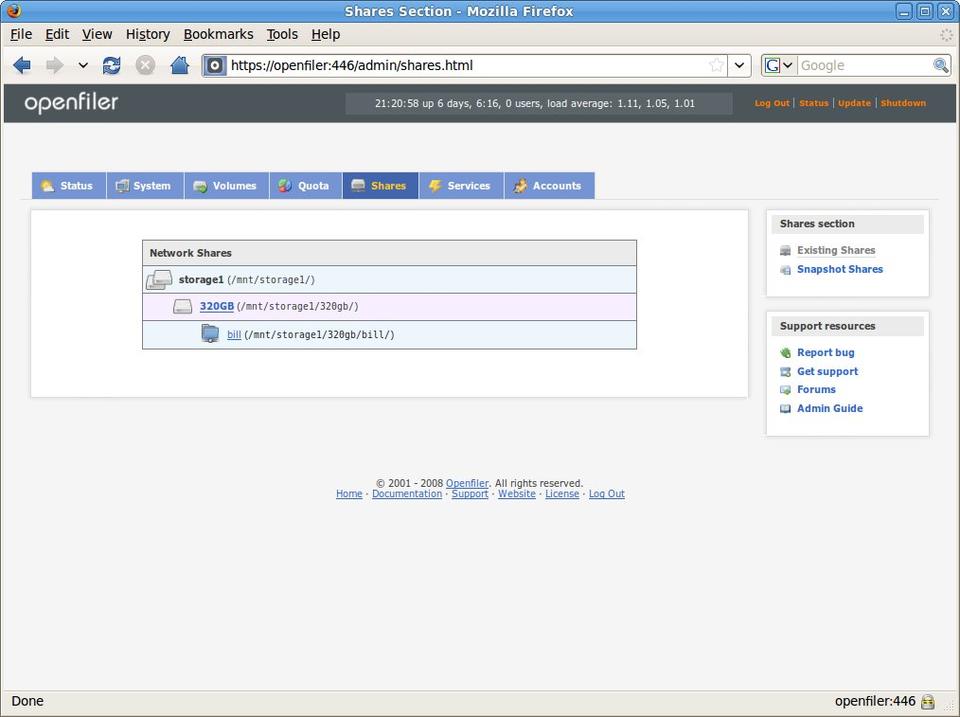 Shares Section - Mozilla Firefox
File Edit View History Bookmarks Tools Help
https://openfiler:446/admin/shares.html
G Google
openfiler
21:20:58 up 6 days, 6:16, 0 users, load average: 1.11, 1.05, 1.01
Log Out | Status | Update | Shutdown
Status System Volumes Quota Shares Services Accounts
Network Shares
storage1 (/mnt/storage1/)
320GB (/mnt/storage1/320gb/)
bill (/mnt/storage1/320gb/bill/)
Shares section
Existing Shares
Snapshot Shares
Support resources
Report bug
Get support
Forums
Admin Guide
© 2001 - 2008 Openfiler. All rights reserved.
Home · Documentation · Support · Website · License · Log Out
Done
openfiler:446